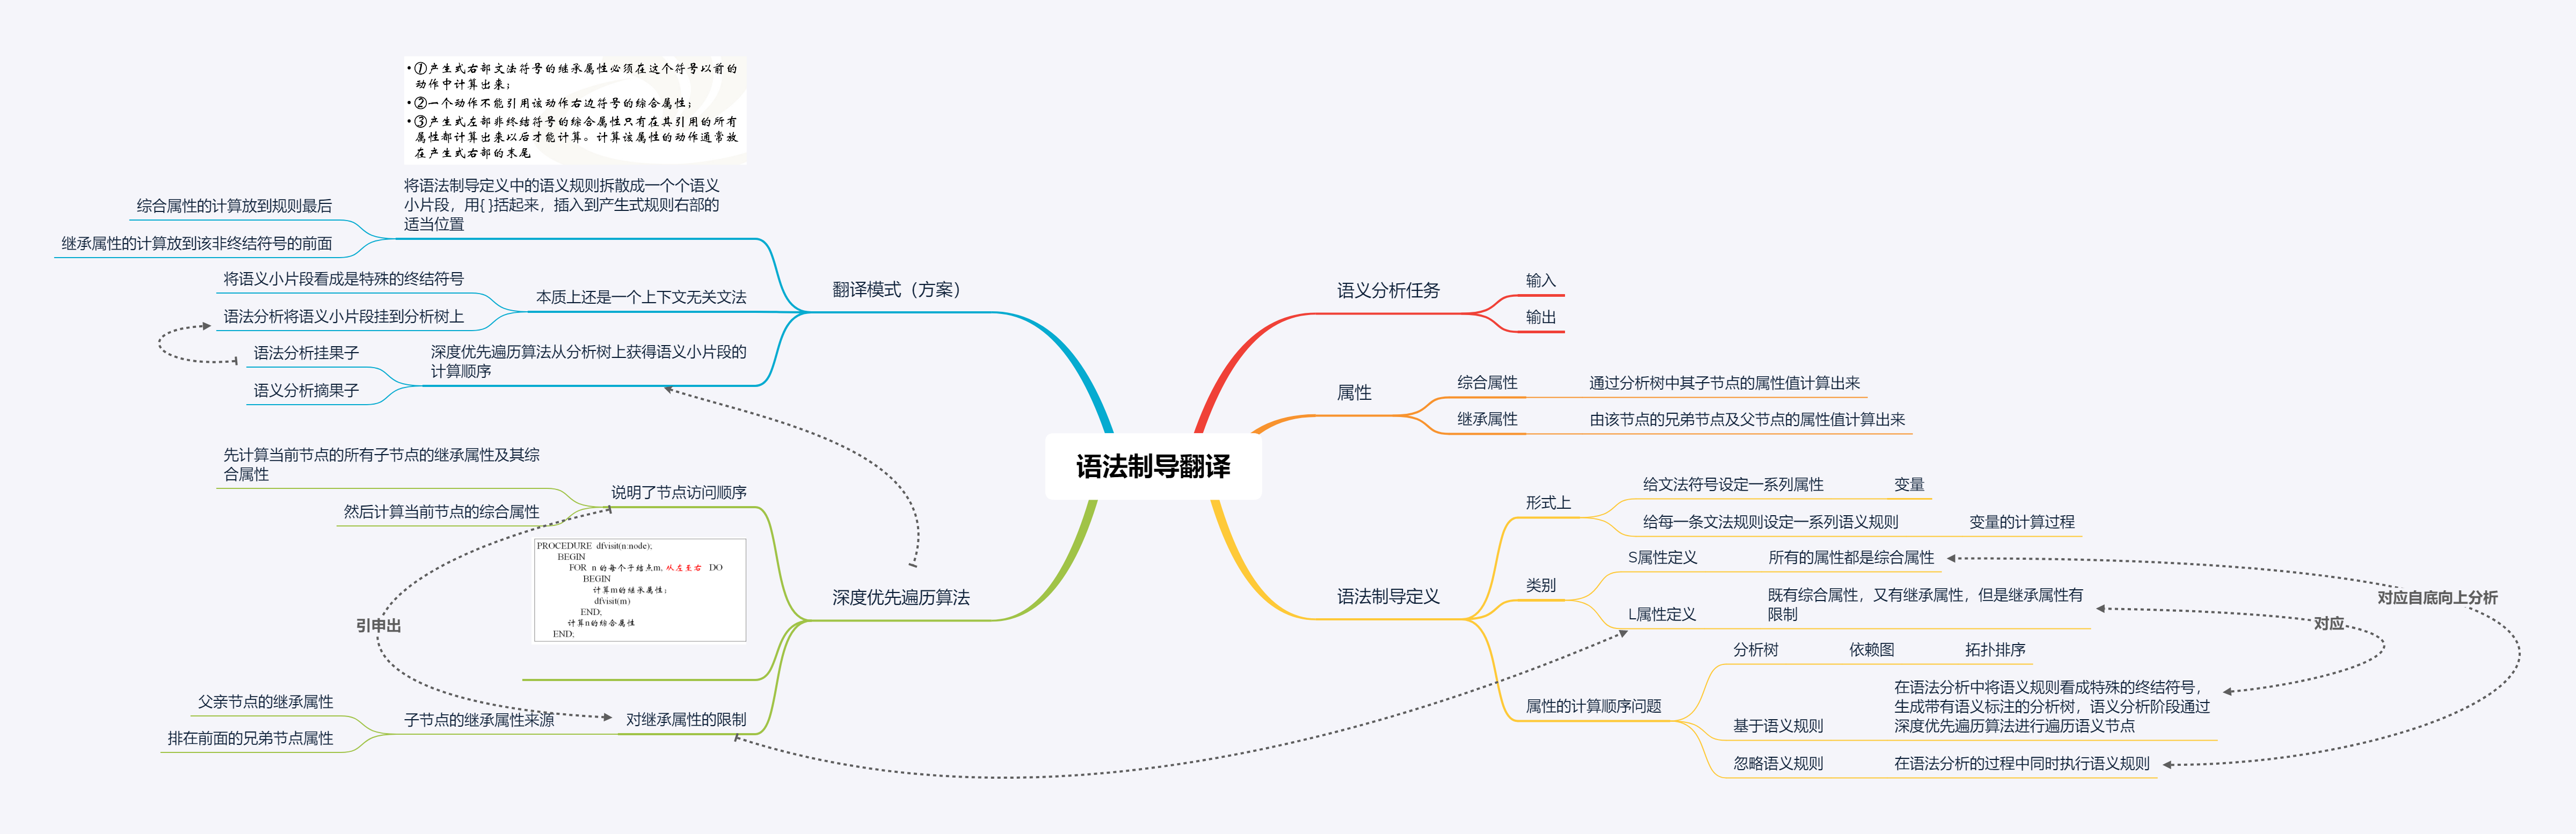 语法制导翻译
语义分析任务
输入
输出
属性
综合属性
通过分析树中其子节点的属性值计算出来
继承属性
由该节点的兄弟节点及父节点的属性值计算出来
语法制导定义
形式上
给文法符号设定一系列属性
变量
给每一条文法规则设定一系列语义规则
变量的计算过程
类别
S属性定义
所有的属性都是综合属性
L属性定义
既有综合属性，又有继承属性，但是继承属性有
限制
属性的计算顺序问题
分析树
依赖图
拓扑排序
基于语义规则
在语法分析中将语义规则看成特殊的终结符号，
生成带有语义标注的分析树，语义分析阶段通过
深度优先遍历算法进行遍历语义节点
忽略语义规则
在语法分析的过程中同时执行语义规则
对应自底向上分析
对应
翻译模式（方案）
•①产生式右部文法符号的继承属性必须在这个符号以前的
动作中计算出来；
•②一个动作不能引用该动作右边符号的综合属性；
•③产生式左部非终结符号的综合属性只有在其引用的所有
属性都计算出来以后才能计算。计算该属性的动作通常放
在产生式右部的末尾
将语法制导定义中的语义规则拆散成一个个语义
小片段，用{ }括起来，插入到产生式规则右部的
适当位置
综合属性的计算放到规则最后
继承属性的计算放到该非终结符号的前面
本质上还是一个上下文无关文法
将语义小片段看成是特殊的终结符号
语法分析将语义小片段挂到分析树上
深度优先遍历算法从分析树上获得语义小片段的
计算顺序
语法分析挂果子
语义分析摘果子
深度优先遍历算法
说明了节点访问顺序
先计算当前节点的所有子节点的继承属性及其综
合属性
然后计算当前节点的综合属性
PROCEDURE dfvisit(n:node);
BEGIN
FOR n 的每个子结点m, 从左至右 DO
BEGIN
计算m的继承属性；
dfvisit(m)
END;
计算n的综合属性
END;
引申出
对继承属性的限制
子节点的继承属性来源
父亲节点的继承属性
排在前面的兄弟节点属性